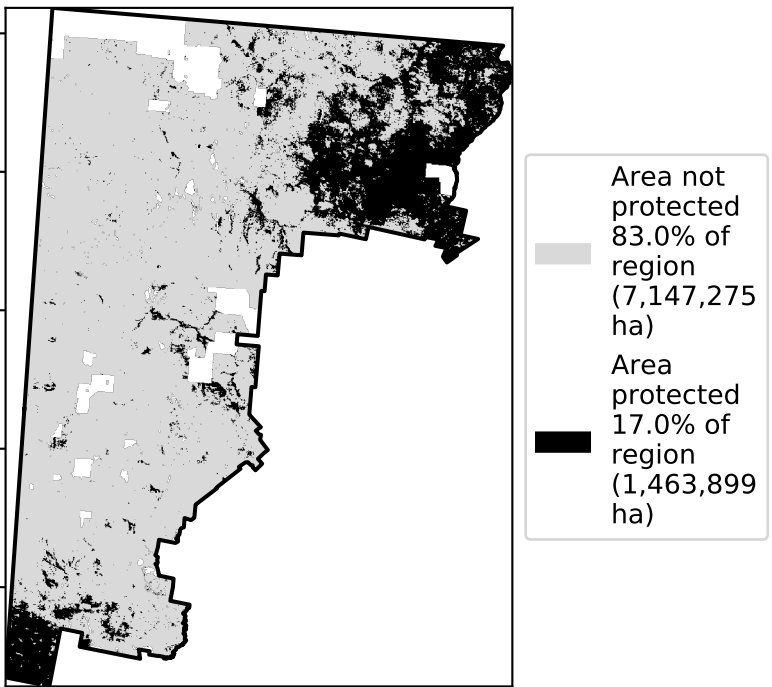 Area not
protected
83.0% of
region
(7,147,275
ha)
Area
protected
17.0% of
region
(1,463,899
ha)